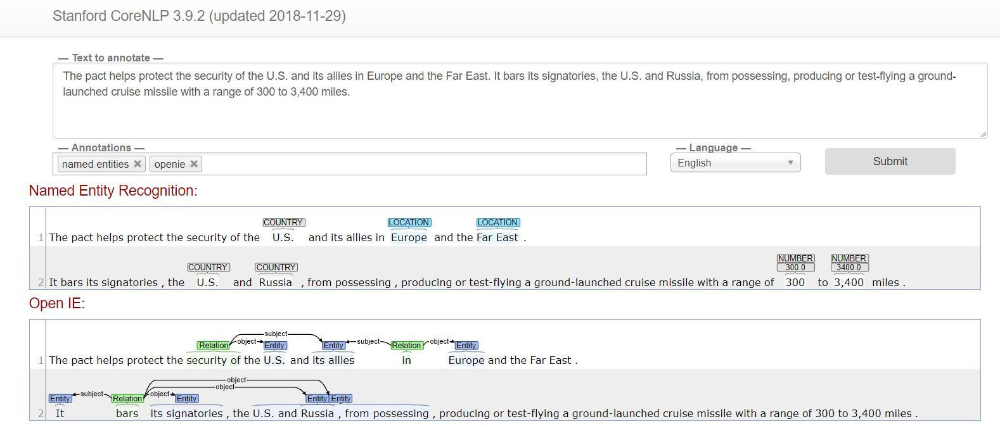 Stanford CoreNLP 3.9.2 (updated 2018-11-29)
— Text to annotate —
The pact helps protect the security of the U.S. and its allies in Europe and the Far East. It bars its signatories, the U.S. and Russia, from possessing, producing or test-flying a ground-
launched cruise missile with a range of 300 to 3,400 miles.
— Annotations —
named entities ×
openie ×
— Language —
English
Submit
Named Entity Recognition:
COUNTRY LOCATION LOCATION
1 The pact helps protect the security of the U.S. and its allies in Europe and the Far East .
NUMBER NUMBER
COUNTRY COUNTRY 300.0 3400.0
2 It bars its signatories , the U.S. and Russia , from possessing , producing or test-flying a ground-launched cruise missile with a range of 300 to 3,400 miles .
Open IE:
subject
Relation object Entity Entity subject Relation object Entity
1 The pact helps protect the security of the U.S. and its allies in Europe and the Far East .
object
object
Entity subject Relation object Entity Entity Entity
2 It bars its signatories , the U.S. and Russia , from possessing , producing or test-flying a ground-launched cruise missile with a range of 300 to 3,400 miles .